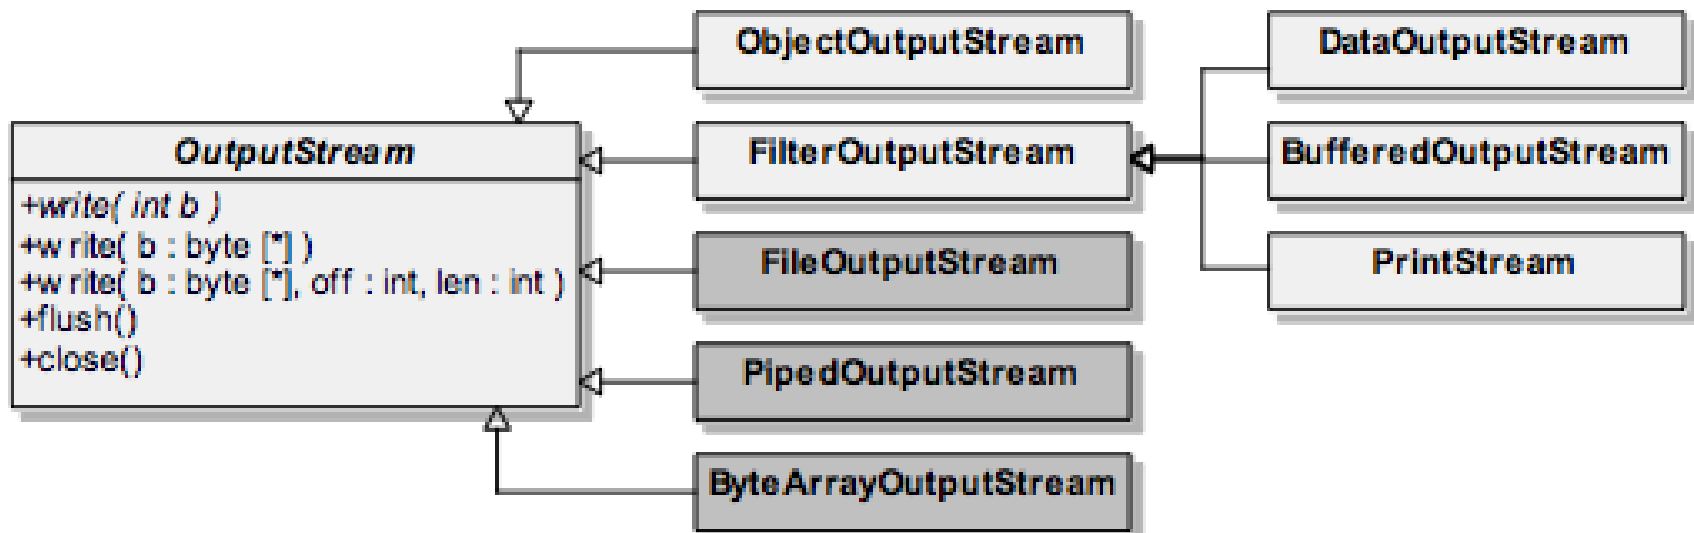 OutputStream
+write( int b )
+write( b : byte [*] )
+write( b : byte [*], off : int, len : int )
+flush()
+close()
ObjectOutputStream
FilterOutputStream
FileOutputStream
PipedOutputStream
ByteArrayOutputStream
DataOutputStream
BufferedOutputStream
PrintStream